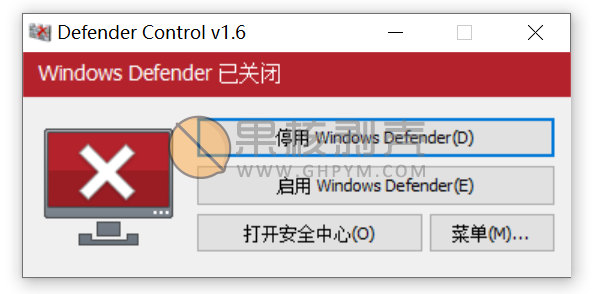 Defender Control v1.6
Windows Defender 已关闭
果核剥壳
停用 Windows Defender(D)
WWW.GHPYM.COM
启用 Windows Defender(E)
打开安全中心(O)
菜单(M)...